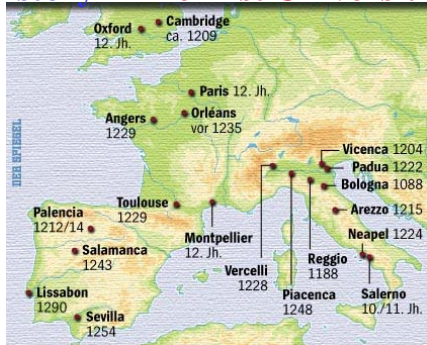 Oxford
12. Jh.
Cambridge
ca. 1209
Paris 12. Jh.
Orléans
vor 1235
Angers
1229
DER SPIEGEL
Vicenca 1204
Padua 1222
Bologna 1088
Arezzo 1215
Neapel 1224
Toulouse
1229
Palencia
1212/14
Salamanca
1243
Montpellier
12. Jh.
Vercelli
1228
Reggio
1188
Piacenca
1248
Salerno
10./11. Jh.
Lissabon
1290
Sevilla
1254